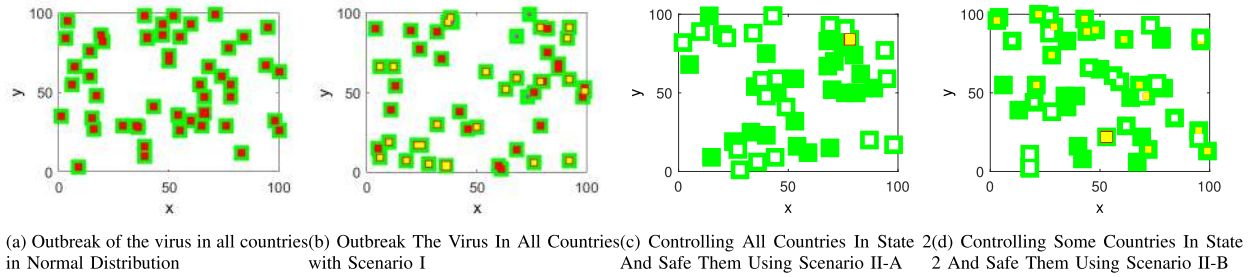 100
y
50
0
0
50
100
x
100
y
50
0
0
50
100
x
100
y
50
0
0
50
100
x
100
y
50
0
0
50
100
x
(a) Outbreak of the virus in all countries
in Normal Distribution
(b) Outbreak The Virus In All Countries
with Scenario I
(c) Controlling All Countries In State 2
And Safe Them Using Scenario II-A
(d) Controlling Some Countries In State
2 And Safe Them Using Scenario II-B